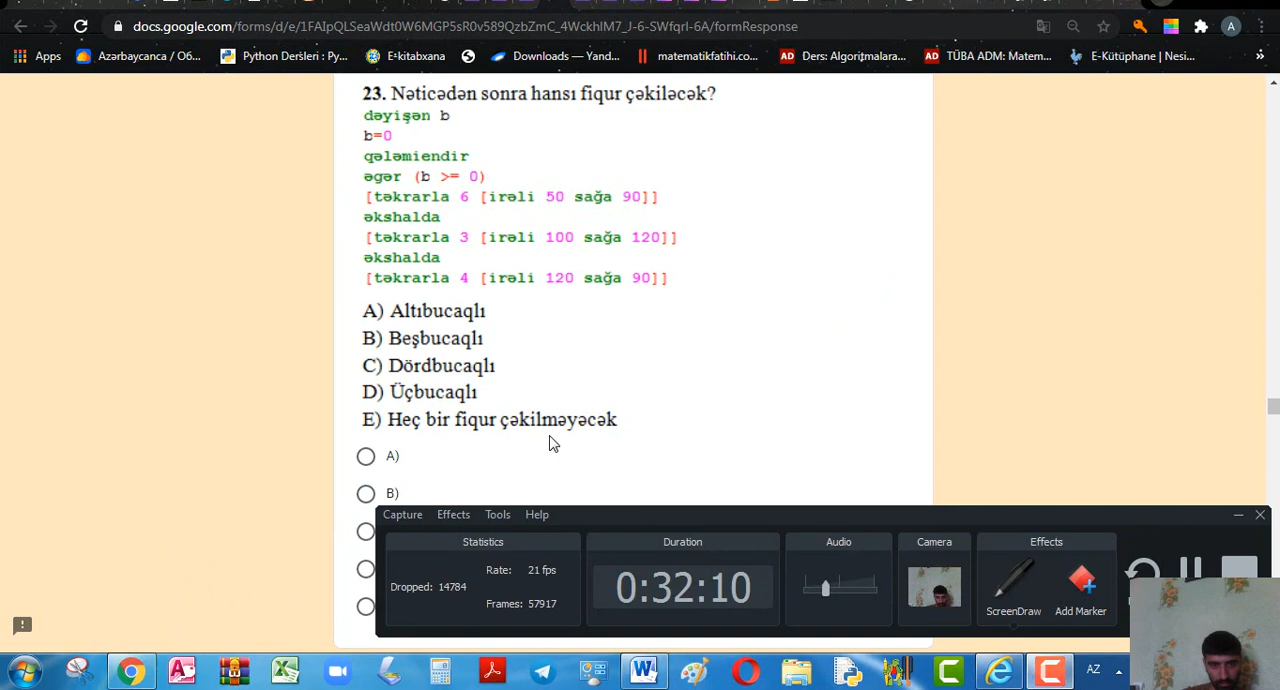 docs.google.com/forms/d/e/1FAIpQLSeaWdt0W6MGP5sR0v589QzbZmC_4WckhlM7_J-6-SWfqrI-6A/formResponse
A
Apps
Azərbaycanca / Об...
Python Dersleri : Py...
E-kitabxana
Downloads — Yand...
matematikfatihi.co...
AD Ders: Algoritmalara...
AD TÜBA ADM: Matem...
E-Kütüphane | Nesi...
»
23. Nəticədən sonra hansı fiqur çəkiləcək?
dəyişən b
b=0
qələmiendir
əgər (b >= 0)
[təkrarla 6 [irəli 50 sağa 90]]
əkshalda
[təkrarla 3 [irəli 100 sağa 120]]
əkshalda
[təkrarla 4 [irəli 120 sağa 90]]
A) Altıbucaqlı
B) Beşbucaqlı
C) Dördbucaqlı
D) Üçbucaqlı
E) Heç bir fiqur çəkilməyəcək
A)
B)
Capture Effects Tools Help
Statistics
Duration
Audio
Camera
Effects
Rate: 21 fps
Dropped: 14784
Frames: 57917
0:32:10
ScreenDraw
Add Marker
AZ